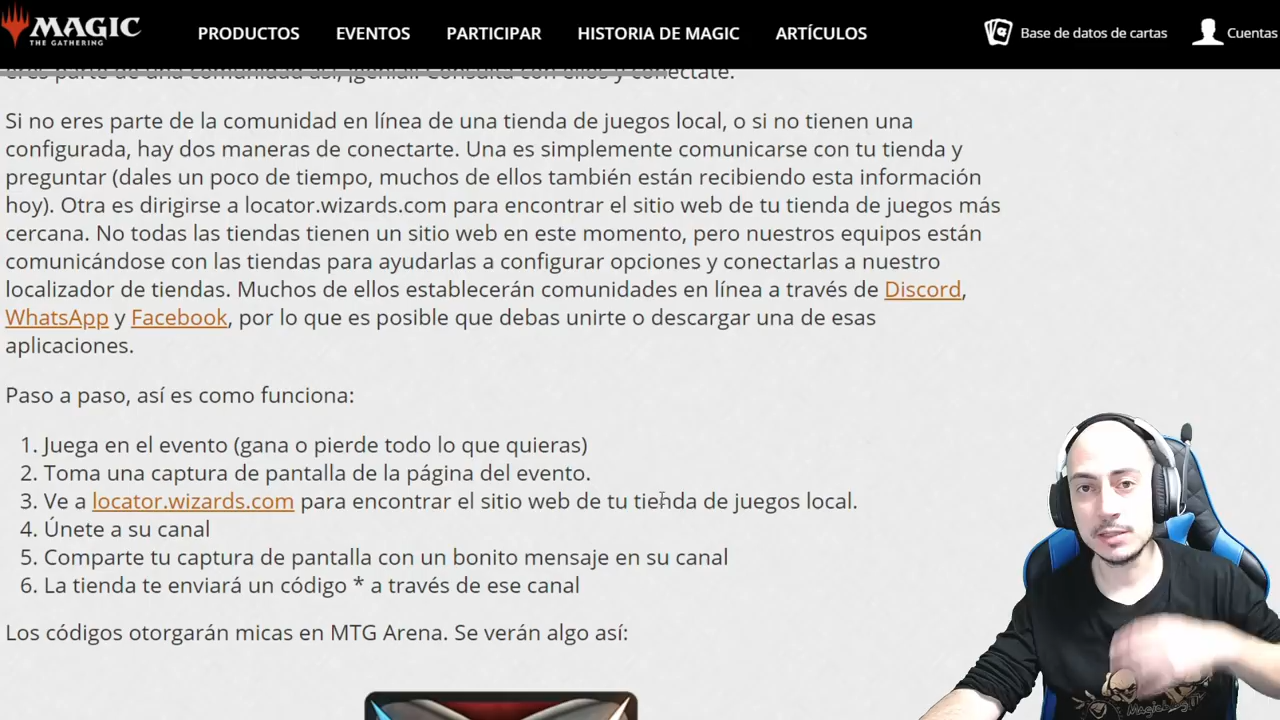 MAGIC
THE GATHERING
PRODUCTOS EVENTOS PARTICIPAR HISTORIA DE MAGIC ARTÍCULOS Base de datos de cartas Cuentas
eres parte de una comunidad así, ¡genial! Consulta con ellos y conéctate.
Si no eres parte de la comunidad en línea de una tienda de juegos local, o si no tienen una
configurada, hay dos maneras de conectarte. Una es simplemente comunicarse con tu tienda y
preguntar (dales un poco de tiempo, muchos de ellos también están recibiendo esta información
hoy). Otra es dirigirse a locator.wizards.com para encontrar el sitio web de tu tienda de juegos más
cercana. No todas las tiendas tienen un sitio web en este momento, pero nuestros equipos están
comunicándose con las tiendas para ayudarlas a configurar opciones y conectarlas a nuestro
localizador de tiendas. Muchos de ellos establecerán comunidades en línea a través de Discord,
WhatsApp y Facebook, por lo que es posible que debas unirte o descargar una de esas
aplicaciones.
Paso a paso, así es como funciona:
1. Juega en el evento (gana o pierde todo lo que quieras)
2. Toma una captura de pantalla de la página del evento.
3. Ve a locator.wizards.com para encontrar el sitio web de tu tienda de juegos local.
4. Únete a su canal
5. Comparte tu captura de pantalla con un bonito mensaje en su canal
6. La tienda te enviará un código * a través de ese canal
Los códigos otorgarán micas en MTG Arena. Se verán algo así: